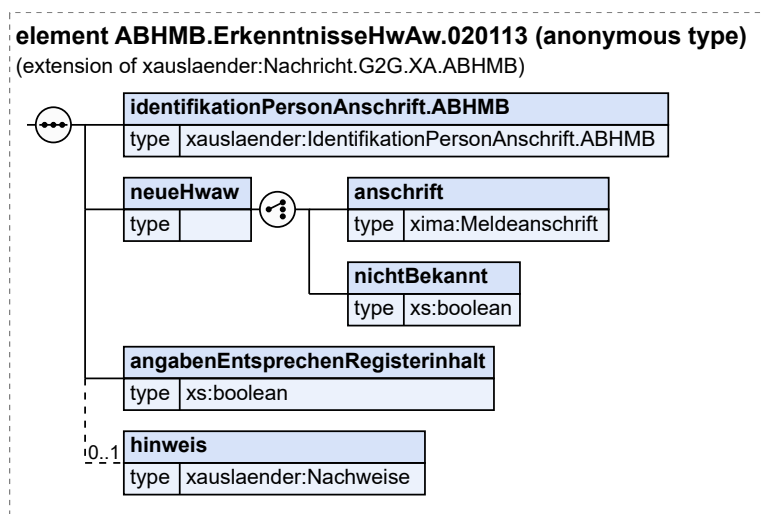 element ABHMB.ErkenntnisseHwAw.020113 (anonymous type)
(extension of xauslaender:Nachricht.G2G.XA.ABHMB)
identifikationPersonAnschrift.ABHMB
type xauslaender:IdentifikationPersonAnschrift.ABHMB
neueHwaw
type
anschrift
type xima:Meldeanschrift
nichtBekannt
type xs:boolean
angabenEntsprechenRegisterinhalt
type xs:boolean
0..1
hinweis
type xauslaender:Nachweise